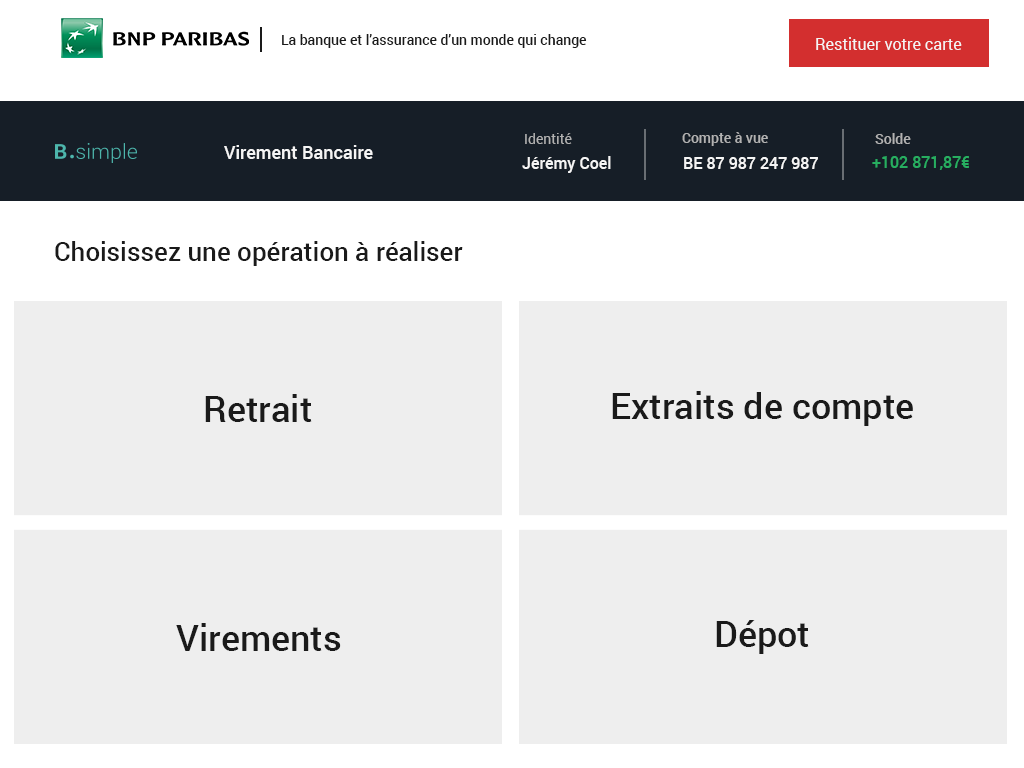 BNP PARIBAS
La banque et l'assurance d'un monde qui change
Restituer votre carte
B.simple
Virement Bancaire
Identité
Jérémy Coel
Compte à vue
BE 87 987 247 987
Solde
+102 871,87€
Choisissez une opération à réaliser
Retrait
Extraits de compte
Virements
Dépot